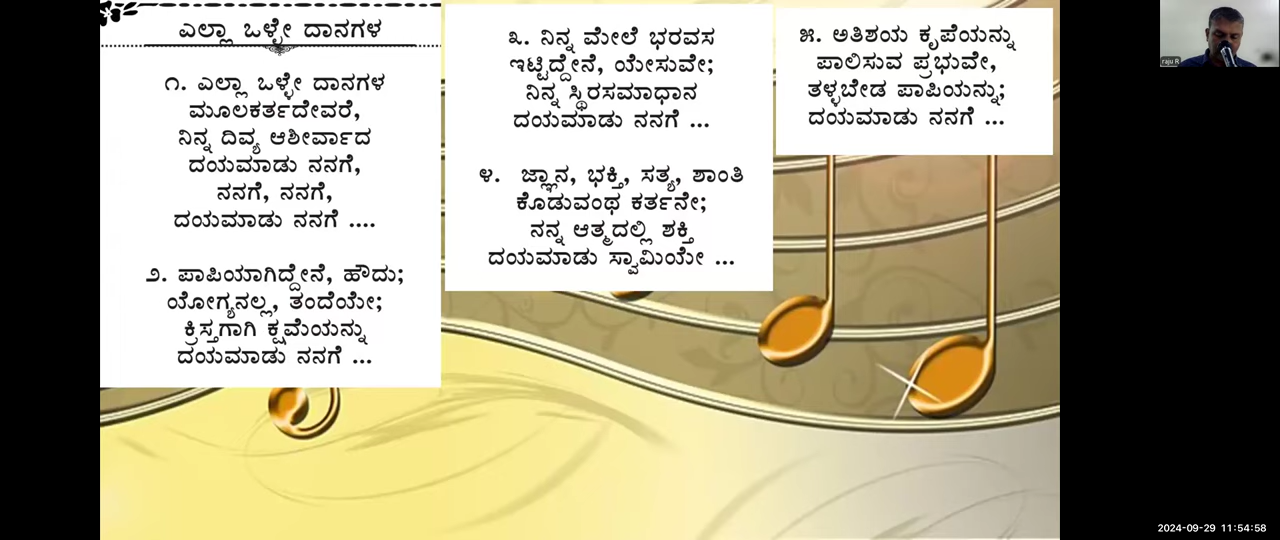 ಎಲ್ಲಾ ಒಳ್ಳೇ ದಾನಗಳ
೧. ಎಲ್ಲಾ ಒಳ್ಳೇ ದಾನಗಳ
ಮೂಲಕರ್ತದೇವರೆ,
ನಿನ್ನ ದಿವ್ಯ ಆಶೀರ್ವಾದ
ದಯಮಾಡು ನನಗೆ,
ನನಗೆ, ನನಗೆ,
ದಯಮಾಡು ನನಗೆ ....
೨. ಪಾಪಿಯಾಗಿದ್ದೇನೆ, ಹೌದು;
ಯೋಗ್ಯನಲ್ಲ, ತಂದೆಯೇ;
ಕ್ರಿಸ್ತಗಾಗಿ ಕ್ಷಮೆಯನ್ನು
ದಯಮಾಡು ನನಗೆ ...
೩. ನಿನ್ನ ಮೇಲೆ ಭರವಸ
ಇಟ್ಟಿದ್ದೇನೆ, ಯೇಸುವೇ;
ನಿನ್ನ ಸ್ಥಿರಸಮಾಧಾನ
ದಯಮಾಡು ನನಗೆ ...
೪. ಜ್ಞಾನ, ಭಕ್ತಿ, ಸತ್ಯ, ಶಾಂತಿ
ಕೊಡುವಂಥ ಕರ್ತನೇ;
ನನ್ನ ಆತ್ಮದಲ್ಲಿ ಶಕ್ತಿ
ದಯಮಾಡು ಸ್ವಾಮಿಯೇ ...
೫. ಅತಿಶಯ ಕೃಪೆಯನ್ನು
ಪಾಲಿಸುವ ಪ್ರಭುವೇ,
ತಳ್ಳಬೇಡ ಪಾಪಿಯನ್ನು;
ದಯಮಾಡು ನನಗೆ ...
raju R
2024-09-29 11:54:58